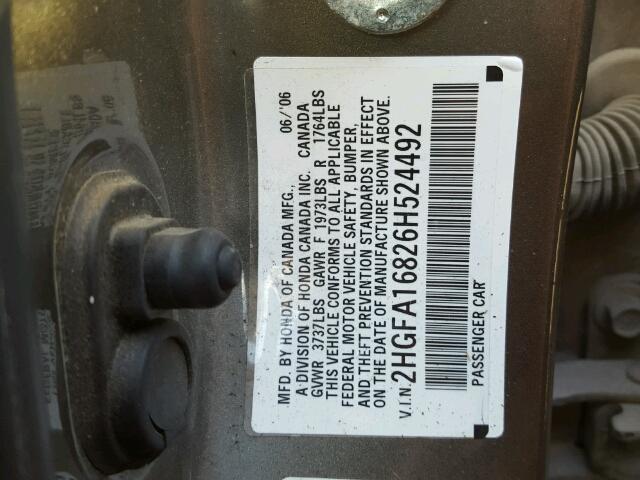 MFD. BY HONDA OF CANADA MFG., 06/'06
A DIVISION OF HONDA CANADA INC. CANADA
GVWR 3737LBS GAWR F 1973LBS R 1764LBS
THIS VEHICLE CONFORMS TO ALL APPLICABLE
FEDERAL MOTOR VEHICLE SAFETY, BUMPER,
AND THEFT PREVENTION STANDARDS IN EFFECT
ON THE DATE OF MANUFACTURE SHOWN ABOVE.
V.I.N. 2HGFA16826H524492
PASSENGER CAR